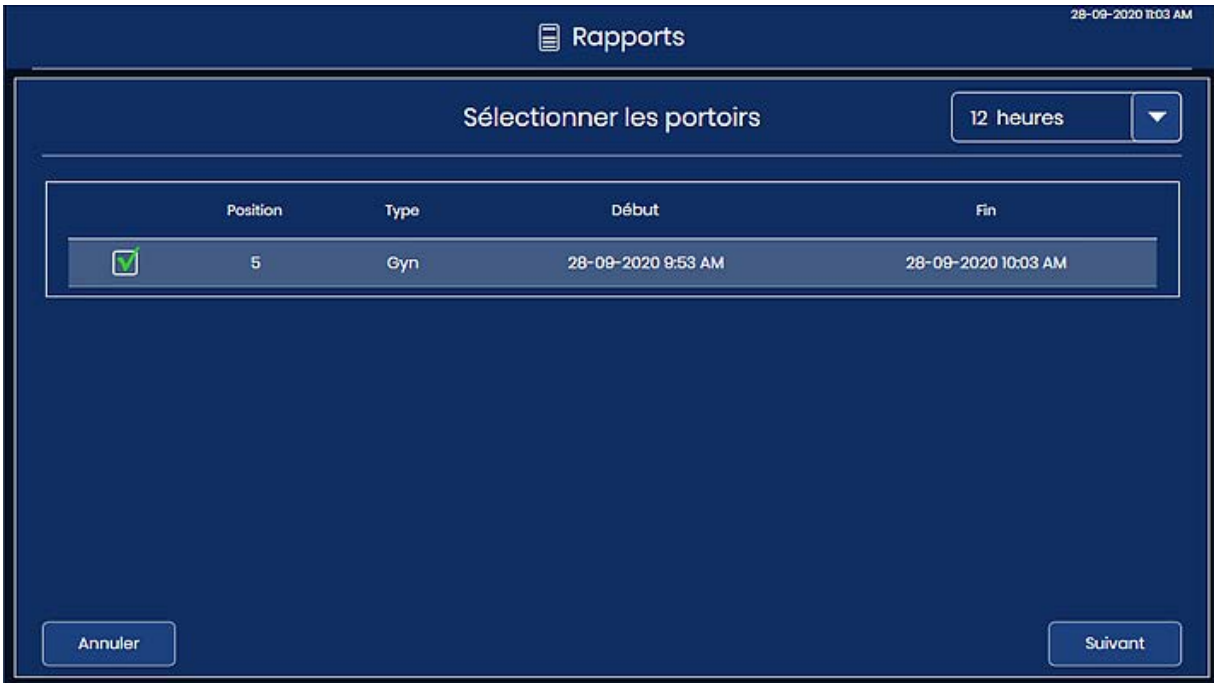 28-09-2020 11:03 AM
Rapports
Sélectionner les portoirs
12 heures
Position Type Début Fin
5 Gyn 28-09-2020 9:53 AM 28-09-2020 10:03 AM
Annuler Suivant